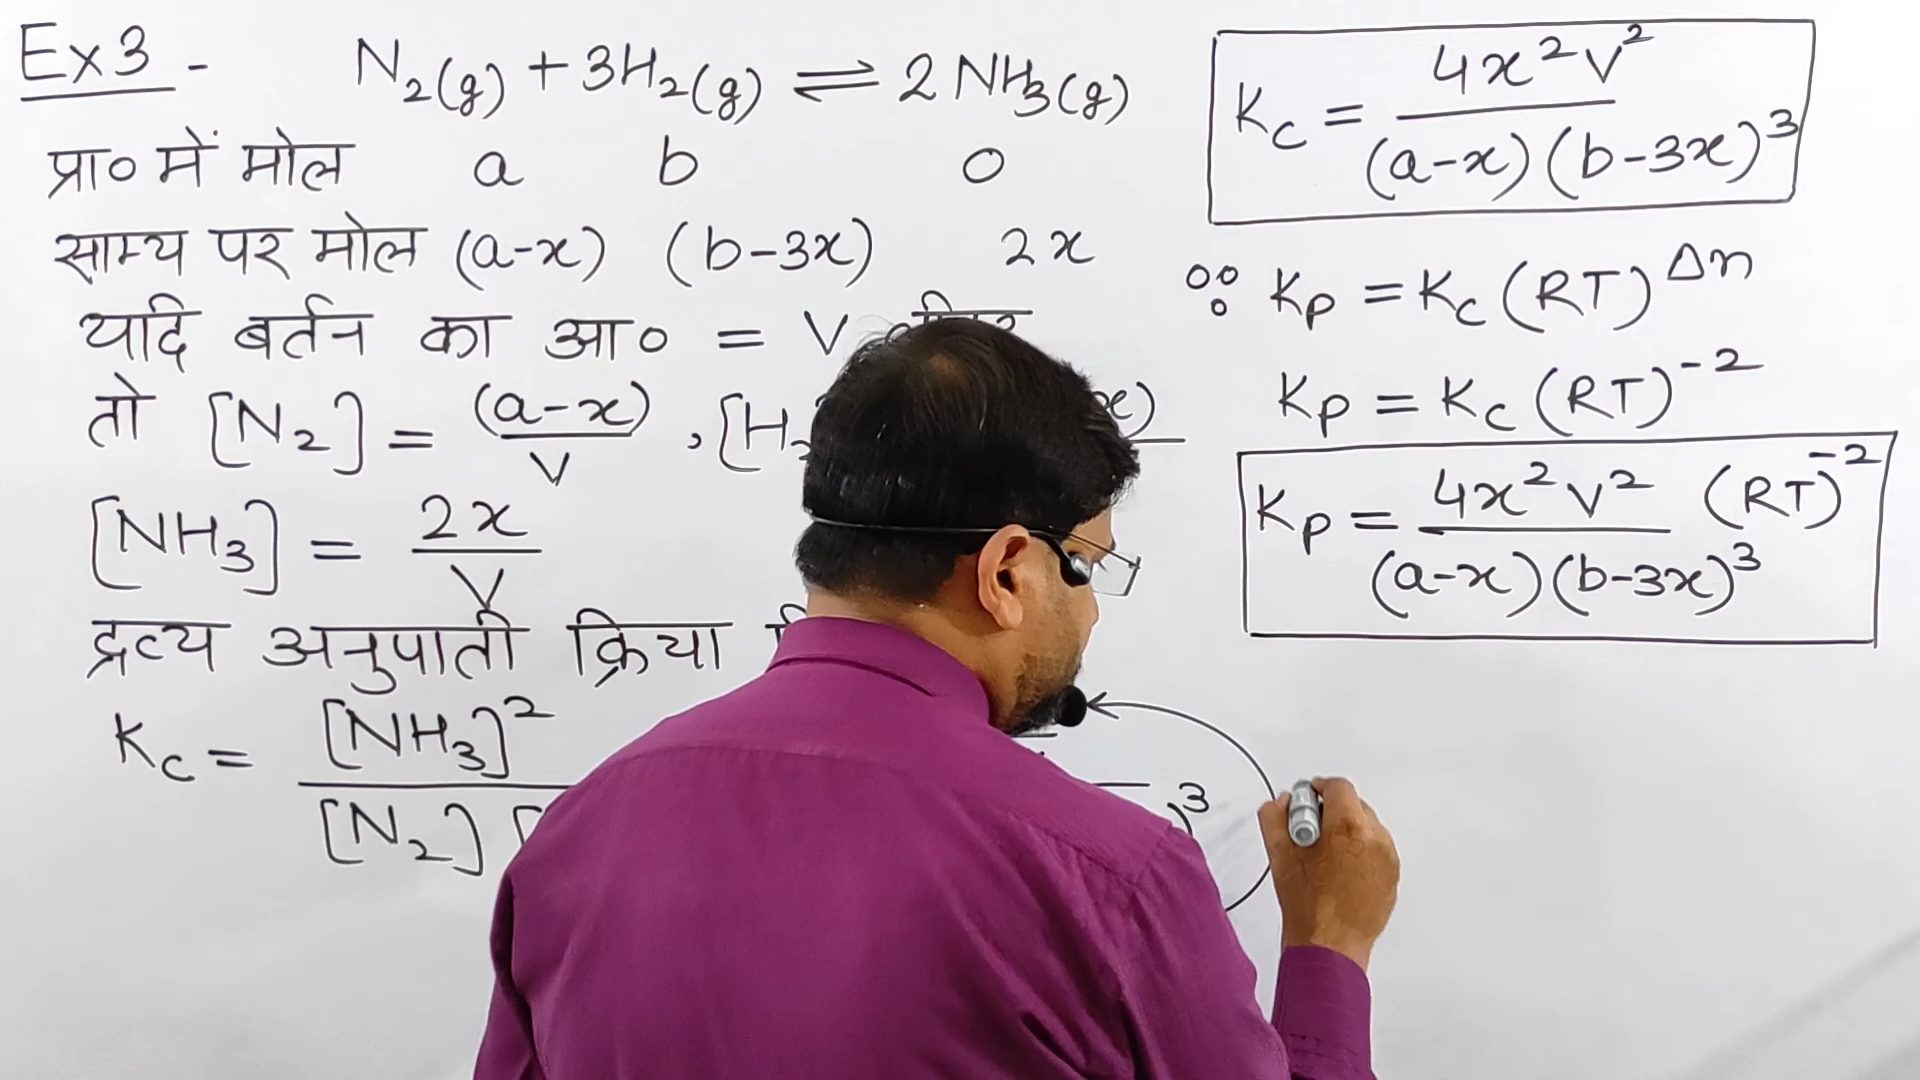 Ex3 - N₂(g) + 3H₂(g) ⇌ 2NH₃(g)
प्रा० में मोल a b 0
साम्य पर मोल (a-x) (b-3x) 2x
यदि बर्तन का आ० = V
तो [N₂] = (a-x)/V , [H₂
[NH₃] = 2x/V
द्रव्य अनुपाती क्रिया
Kc = [NH₃]²
[N₂] [
3
Kc = 4x²V²/(a-x)(b-3x)³
∵ Kp = Kc (RT)^Δn
Kp = Kc (RT)⁻²
Kp = 4x²V²/(a-x)(b-3x)³ (RT)⁻²